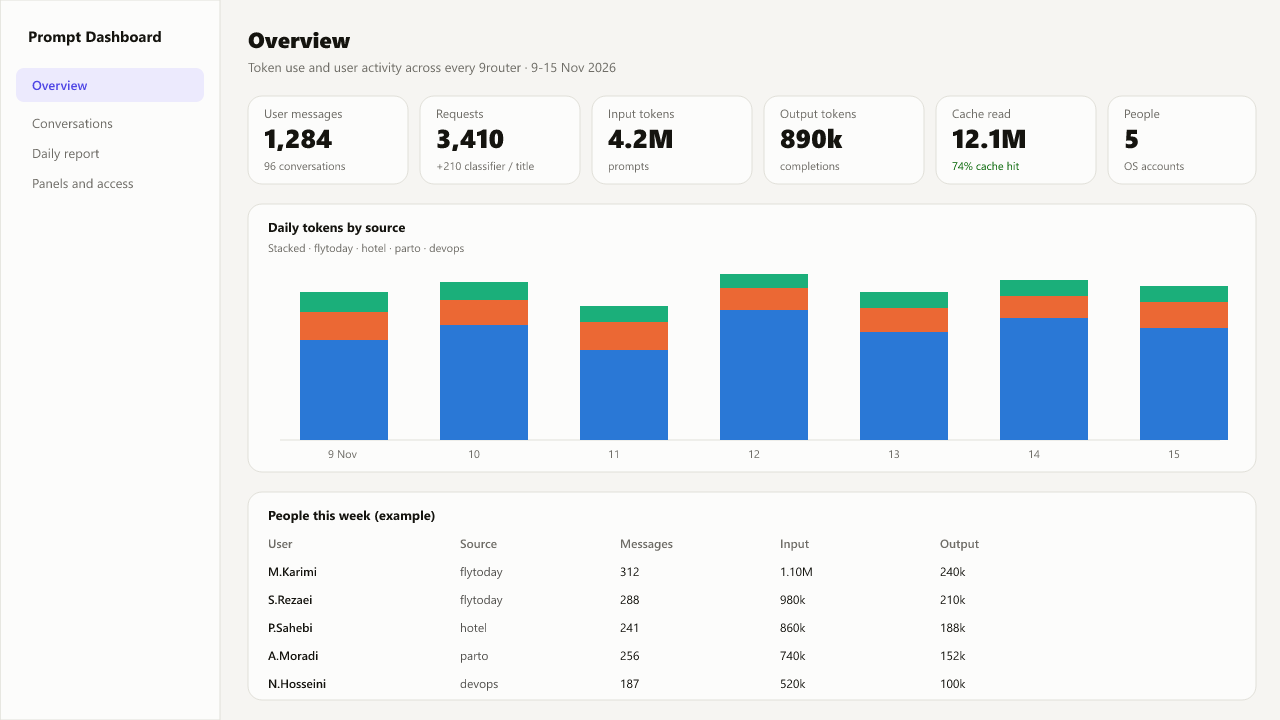 Prompt Dashboard
Overview
Conversations
Daily report
Panels and access
Overview
Token use and user activity across every 9router · 9-15 Nov 2026
User messages
1,284
96 conversations
Requests
3,410
+210 classifier / title
Input tokens
4.2M
prompts
Output tokens
890k
completions
Cache read
12.1M
74% cache hit
People
5
OS accounts
Daily tokens by source
Stacked · flytoday · hotel · parto · devops
9 Nov 10 11 12 13 14 15
People this week (example)
User Source Messages Input Output
M.Karimi flytoday 312 1.10M 240k
S.Rezaei flytoday 288 980k 210k
P.Sahebi hotel 241 860k 188k
A.Moradi parto 256 740k 152k
N.Hosseini devops 187 520k 100k